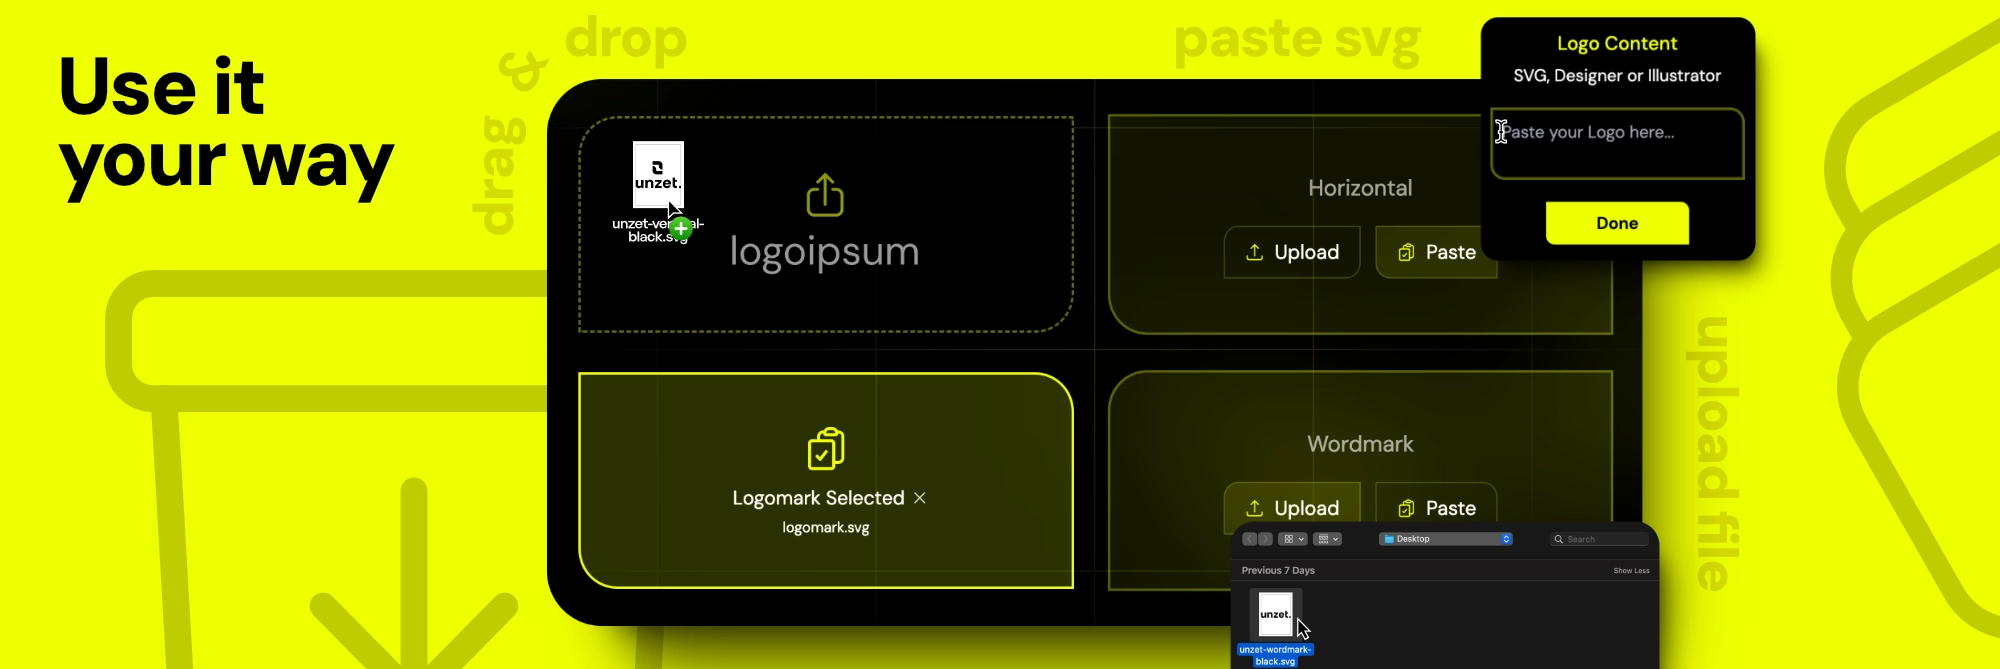 Use it
your way
drag & drop
paste svg
upload file
unzet.
unzet-ver al-
black.svg
logoipsum
Horizontal
Upload
Paste
Logo Content
SVG, Designer or Illustrator
Paste your Logo here...
Done
Logomark Selected ×
logomark.svg
Wordmark
Upload
Paste
Desktop
Search
Previous 7 Days
Show Less
unzet.
unzet-wordmark-
black.svg